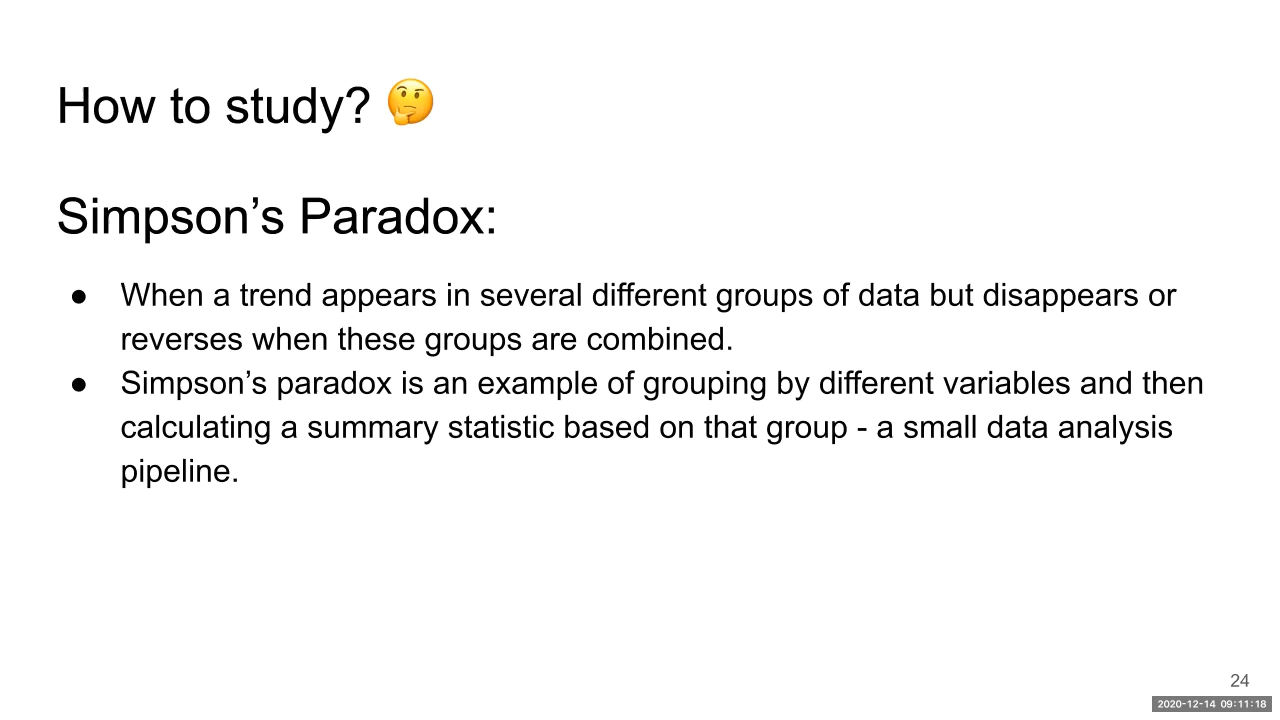 How to study? 🤔
Simpson’s Paradox:
● When a trend appears in several different groups of data but disappears or
reverses when these groups are combined.
● Simpson’s paradox is an example of grouping by different variables and then
calculating a summary statistic based on that group - a small data analysis
pipeline.
24
2020-12-14 09:11:18